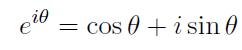 e^{iθ} = cos θ + i sin θ